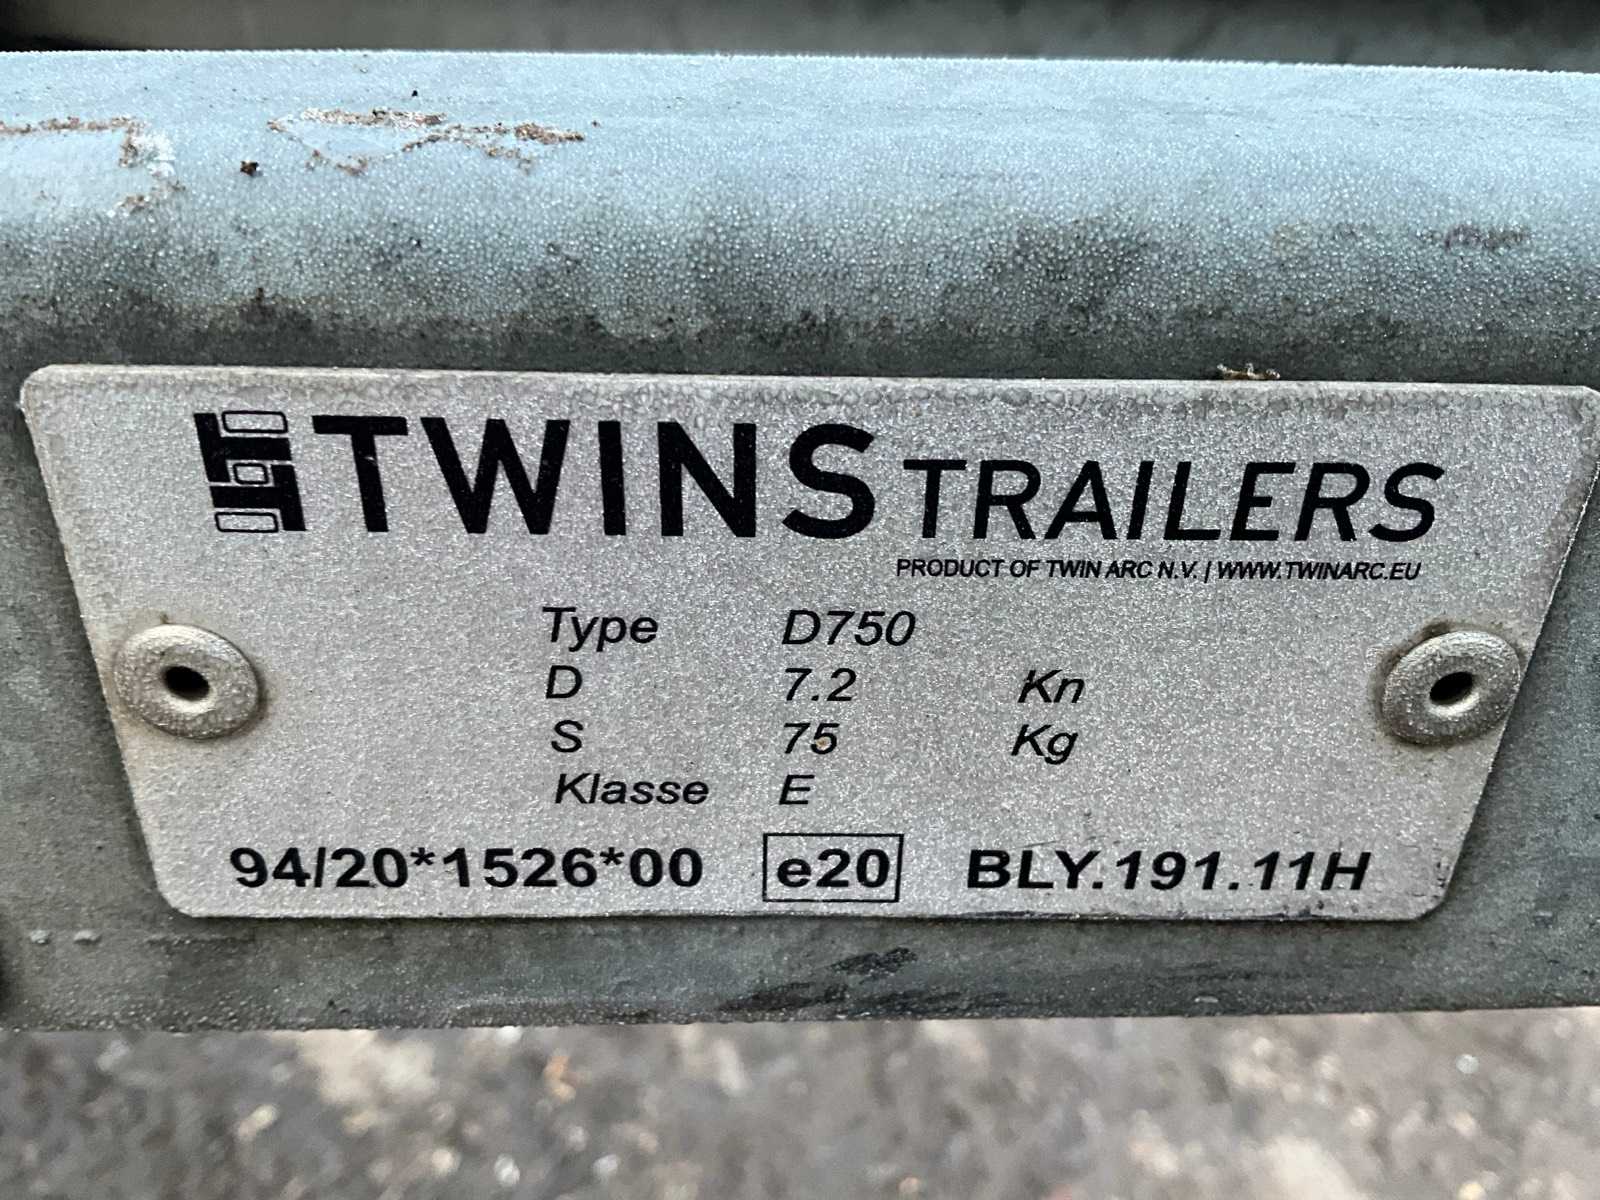 TWINS TRAILERS
PRODUCT OF TWIN ARC N.V. | WWW.TWINARC.EU
Type D750
D 7.2 Kn
S 75 Kg
Klasse E
94/20*1526*00 e20 BLY.191.11H